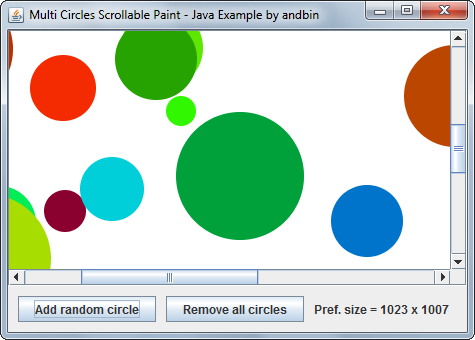 Multi Circles Scrollable Paint - Java Example by andbin
Add random circle Remove all circles Pref. size = 1023 x 1007